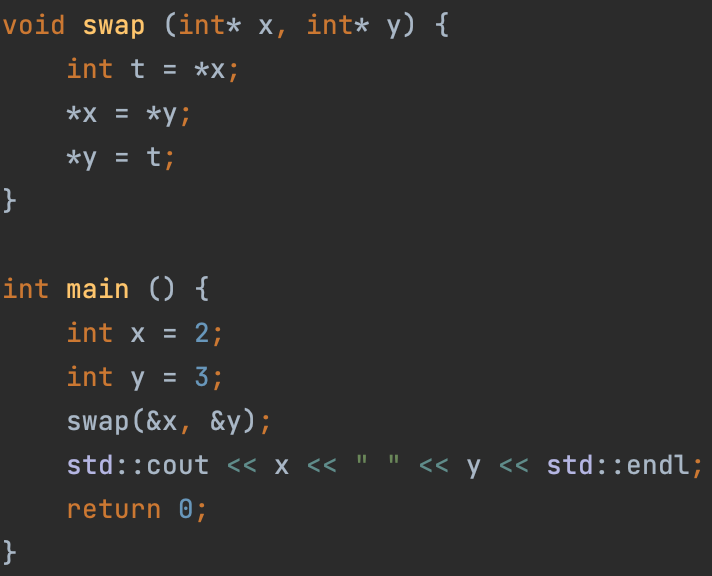 void swap (int* x, int* y) {
    int t = *x;
    *x = *y;
    *y = t;
}

int main () {
    int x = 2;
    int y = 3;
    swap(&x, &y);
    std::cout << x << " " << y << std::endl;
    return 0;
}